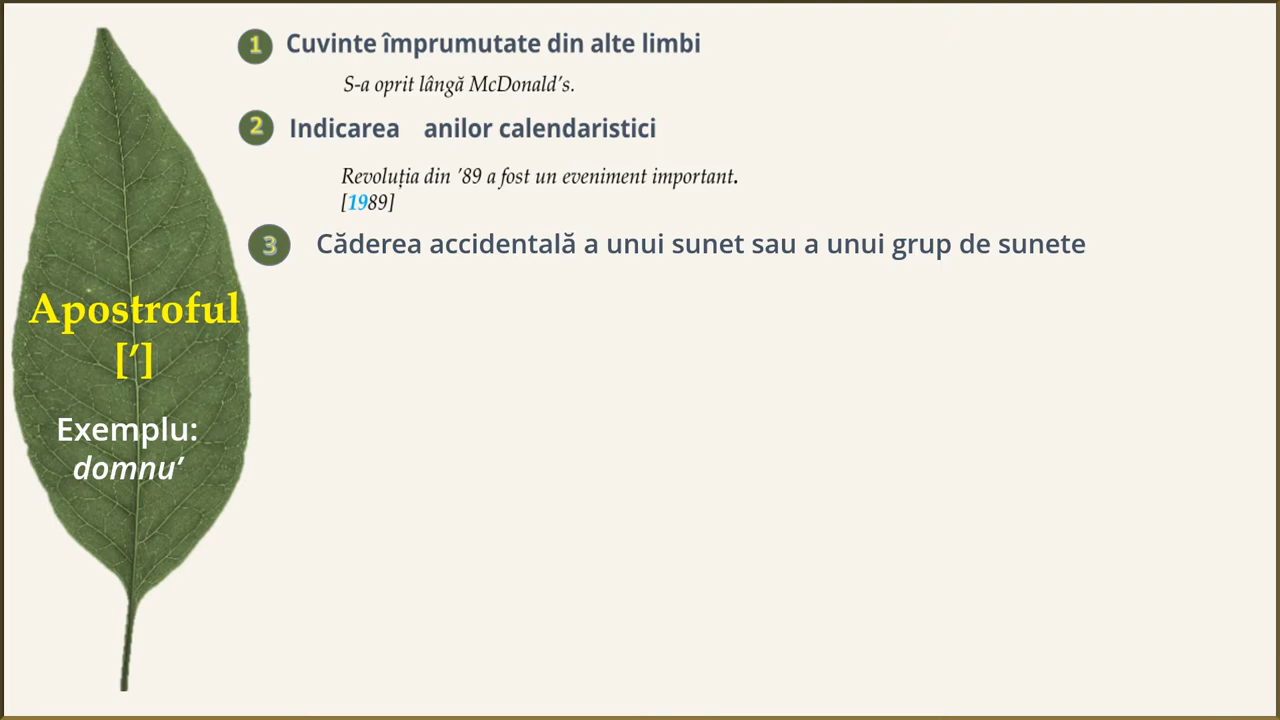 1 Cuvinte împrumutate din alte limbi
S-a oprit lângă McDonald’s.
2 Indicarea anilor calendaristici
Revoluția din ’89 a fost un eveniment important.
[1989]
3 Căderea accidentală a unui sunet sau a unui grup de sunete
Apostroful
[’]
Exemplu:
domnu’